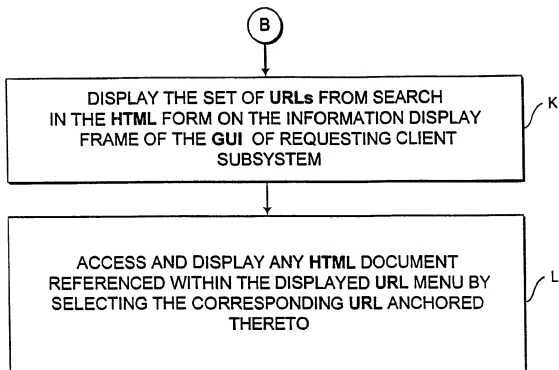 B
DISPLAY THE SET OF URLs FROM SEARCH
IN THE HTML FORM ON THE INFORMATION DISPLAY
FRAME OF THE GUI OF REQUESTING CLIENT
SUBSYSTEM
K
ACCESS AND DISPLAY ANY HTML DOCUMENT
REFERENCED WITHIN THE DISPLAYED URL MENU BY
SELECTING THE CORRESPONDING URL ANCHORED
THERETO
L